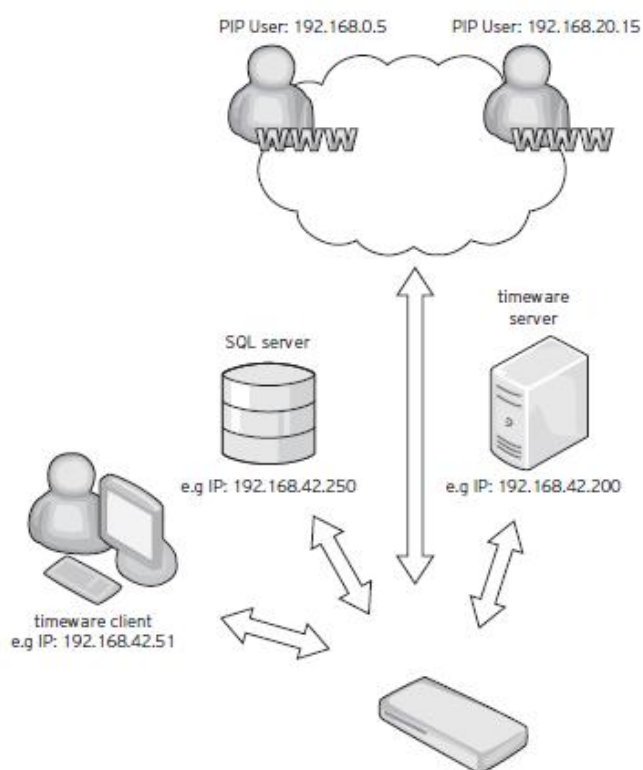 PIP User: 192.168.0.5
PIP User: 192.168.20.15
WWW
WWW
timeware
server
SQL server
e.g IP: 192.168.42.250
e.g IP: 192.168.42.200
timeware client
e.g IP: 192.168.42.51